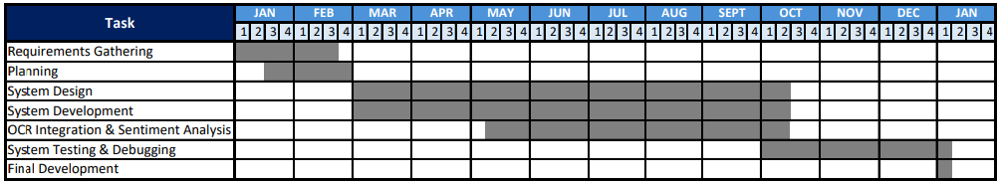 Task JAN FEB MAR APR MAY JUN JUL AUG SEPT OCT NOV DEC JAN
1 2 3 4 1 2 3 4 1 2 3 4 1 2 3 4 1 2 3 4 1 2 3 4 1 2 3 4 1 2 3 4 1 2 3 4 1 2 3 4 1 2 3 4 1 2 3 4 1 2 3 4
Requirements Gathering
Planning
System Design
System Development
OCR Integration & Sentiment Analysis
System Testing & Debugging
Final Development